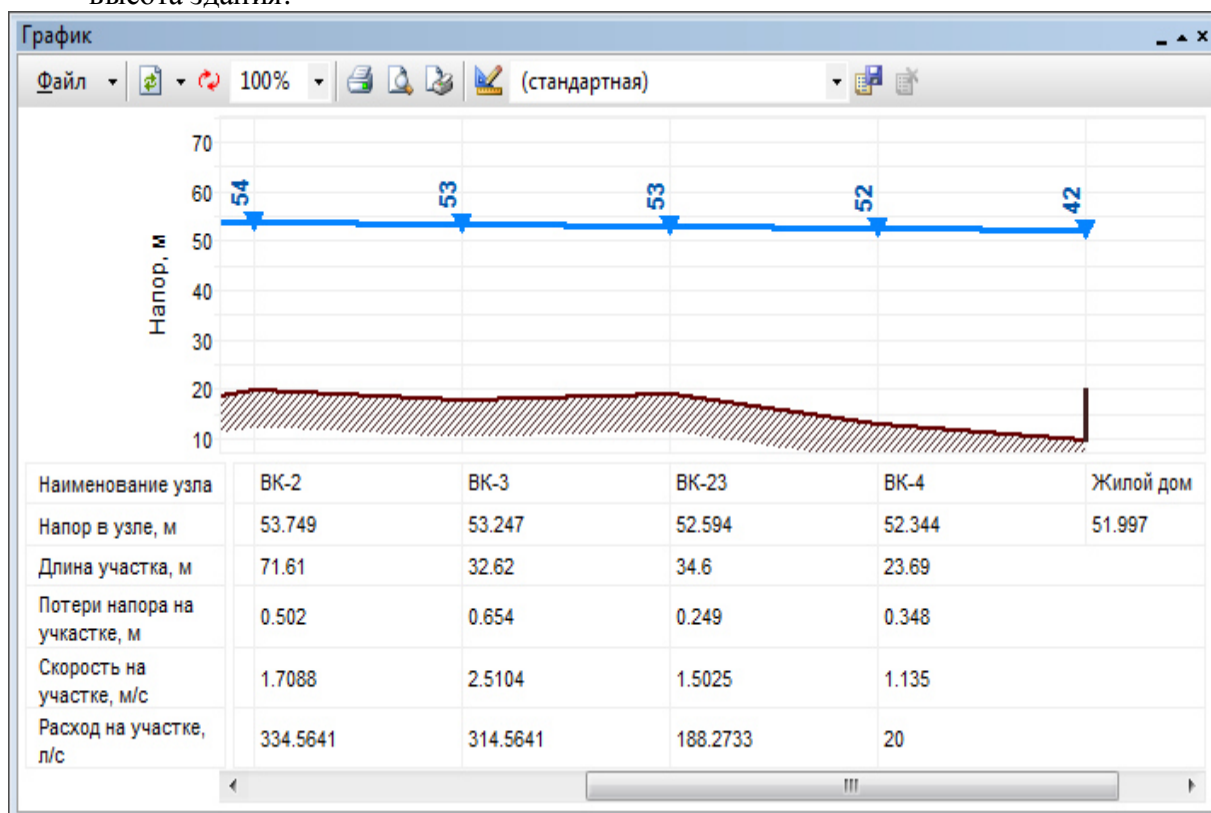 высота здания?
График
Файл 100% (стандартная)
70
60
50
40
30
20
10
Напор, м
54 53 53 52 42
Наименование узла ВК-2 ВК-3 ВК-23 ВК-4 Жилой дом
Напор в узле, м 53.749 53.247 52.594 52.344 51.997
Длина участка, м 71.61 32.62 34.6 23.69
Потери напора на
учкастке, м 0.502 0.654 0.249 0.348
Скорость на
участке, м/с 1.7088 2.5104 1.5025 1.135
Расход на участке,
л/с 334.5641 314.5641 188.2733 20